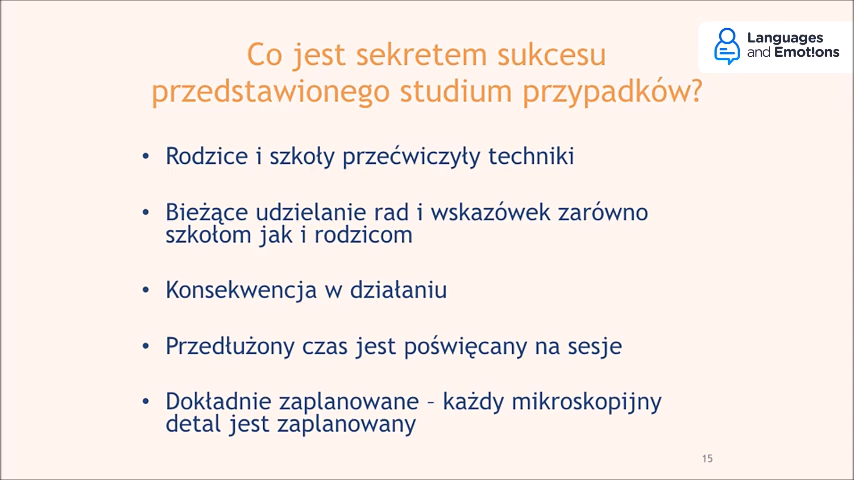 Languages
and Emot!ons
Co jest sekretem sukcesu
przedstawionego studium przypadków?
• Rodzice i szkoły przećwiczyły techniki
• Bieżące udzielanie rad i wskazówek zarówno
szkołom jak i rodzicom
• Konsekwencja w działaniu
• Przedłużony czas jest poświęcany na sesje
• Dokładnie zaplanowane – każdy mikroskopijny
detal jest zaplanowany
15